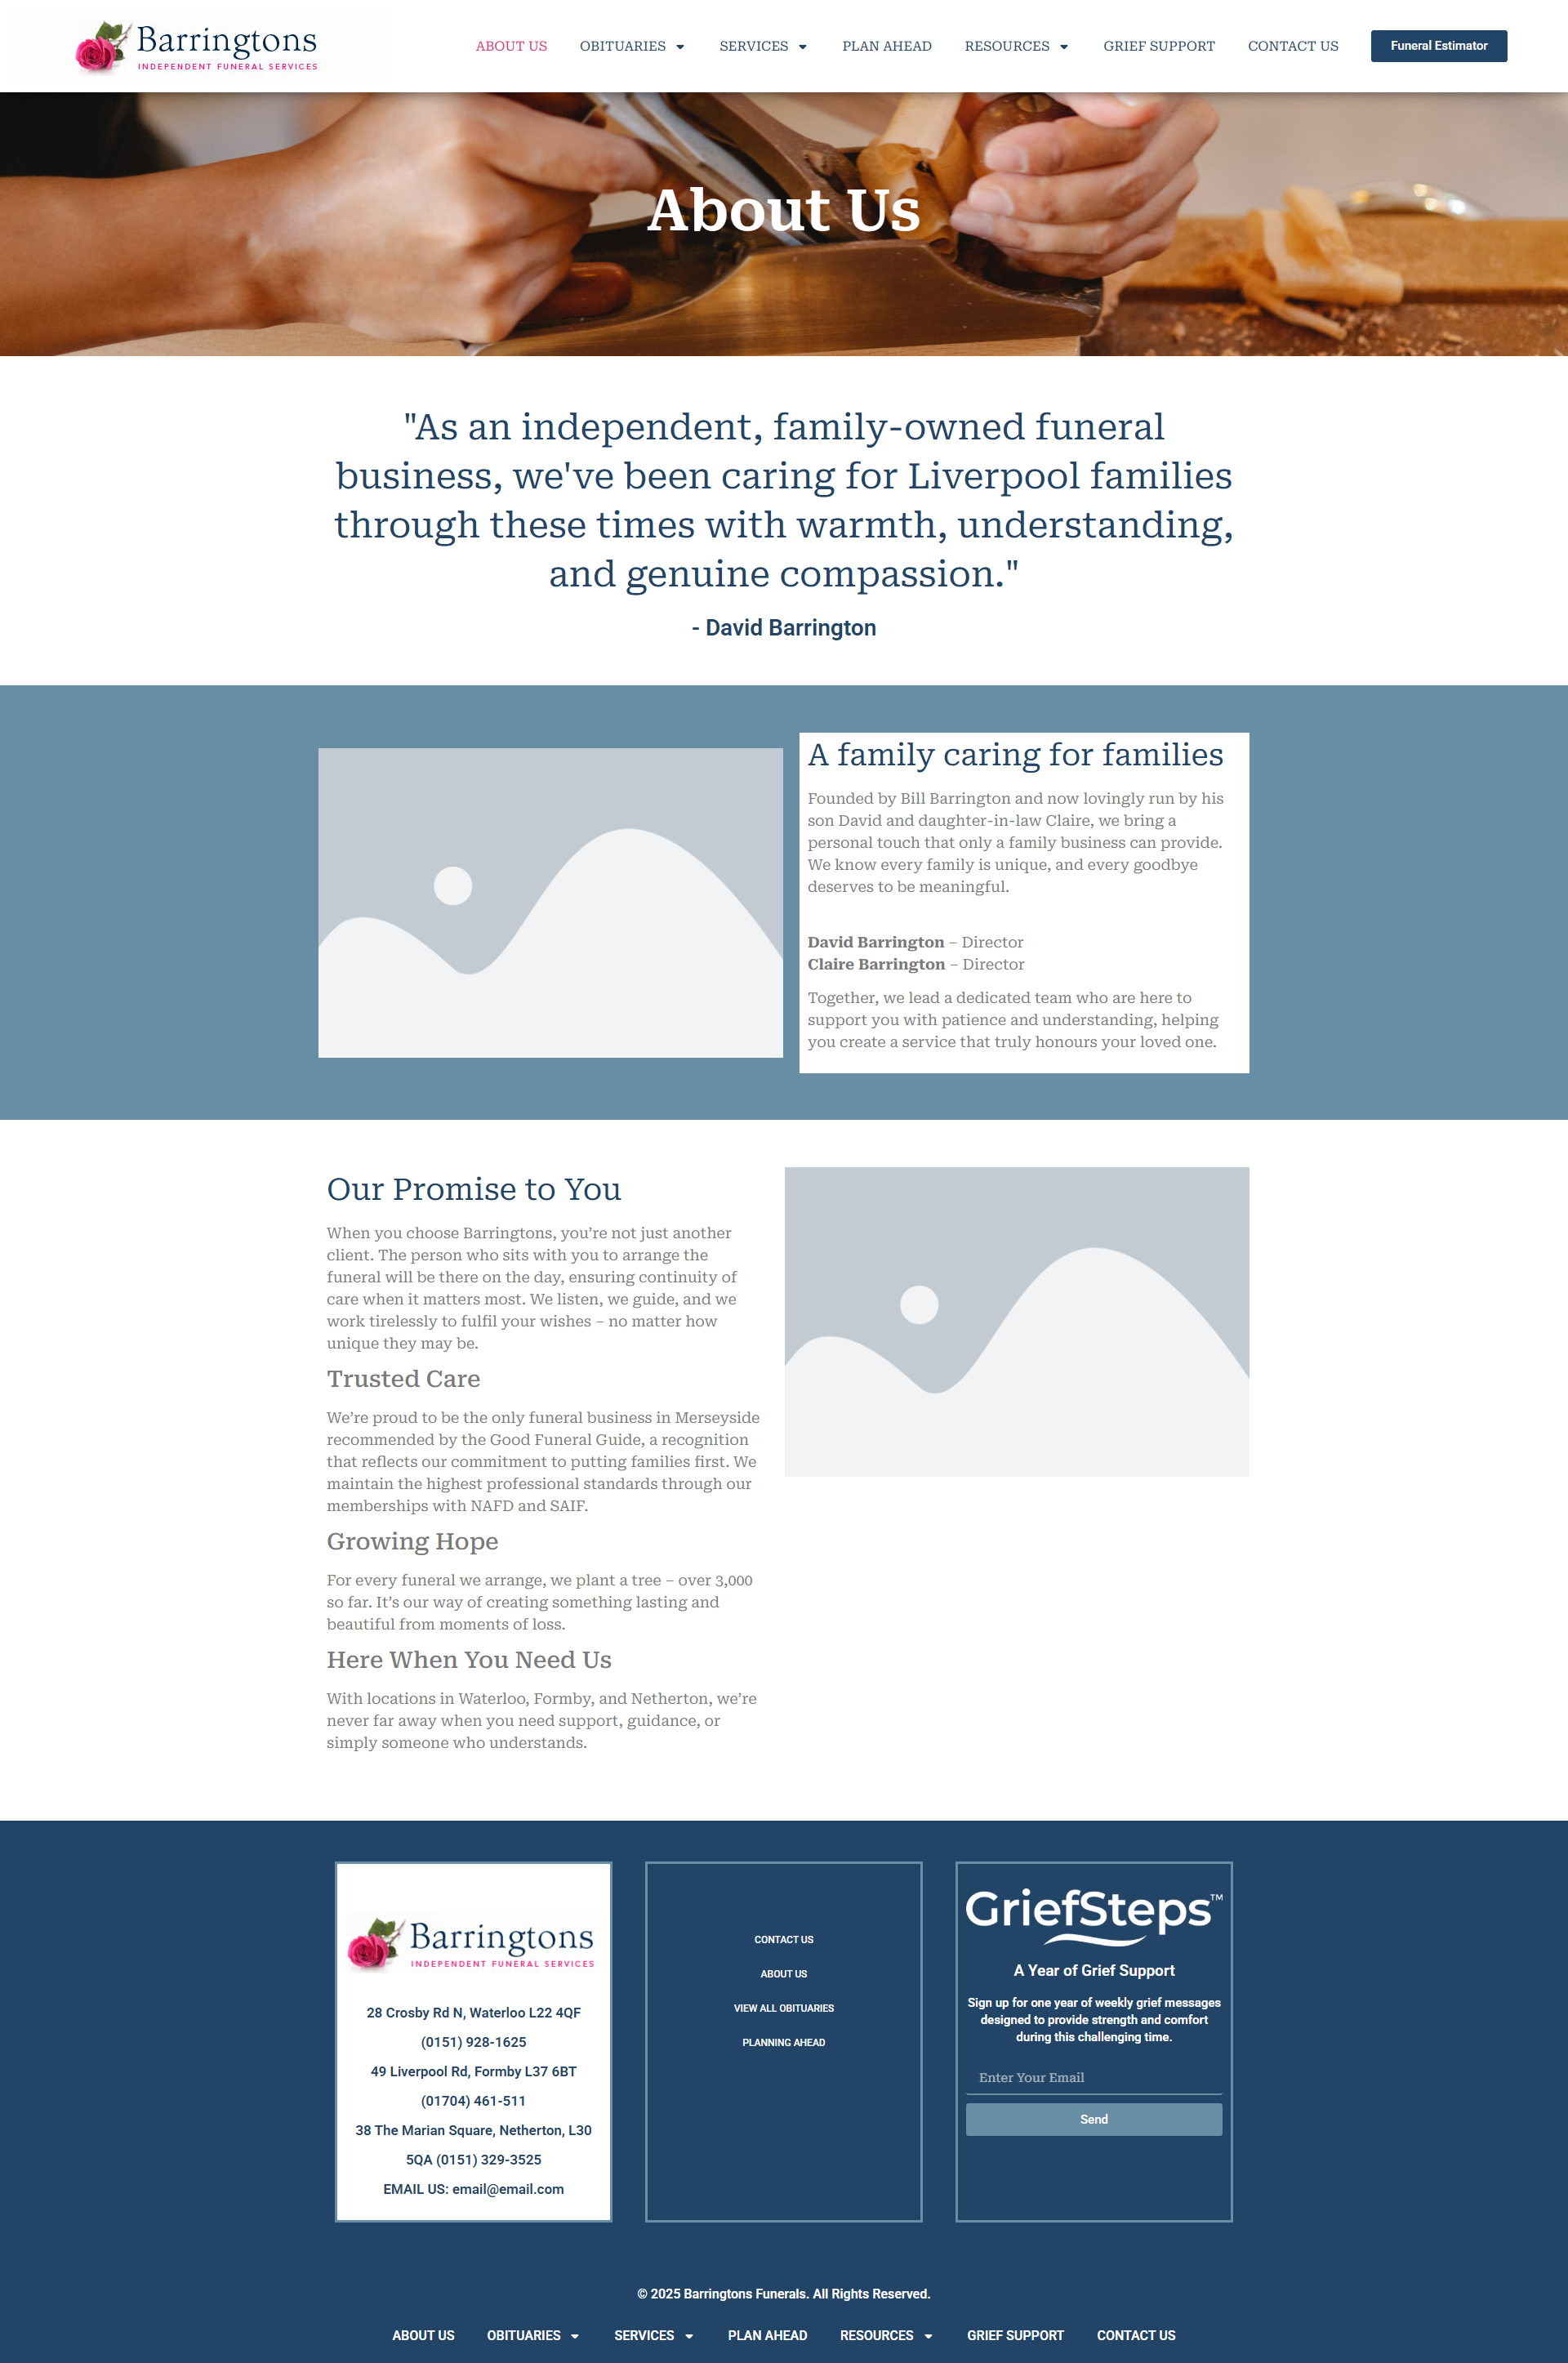 Barringtons
INDEPENDENT FUNERAL SERVICES
ABOUT US
OBITUARIES
SERVICES
PLAN AHEAD
RESOURCES
GRIEF SUPPORT
CONTACT US
Funeral Estimator
About Us
"As an independent, family-owned funeral
business, we've been caring for Liverpool families
through these times with warmth, understanding,
and genuine compassion."
- David Barrington
A family caring for families
Founded by Bill Barrington and now lovingly run by his
son David and daughter-in-law Claire, we bring a
personal touch that only a family business can provide.
We know every family is unique, and every goodbye
deserves to be meaningful.
David Barrington – Director
Claire Barrington – Director
Together, we lead a dedicated team who are here to
support you with patience and understanding, helping
you create a service that truly honours your loved one.
Our Promise to You
When you choose Barringtons, you’re not just another
client. The person who sits with you to arrange the
funeral will be there on the day, ensuring continuity of
care when it matters most. We listen, we guide, and we
work tirelessly to fulfil your wishes – no matter how
unique they may be.
Trusted Care
We’re proud to be the only funeral business in Merseyside
recommended by the Good Funeral Guide, a recognition
that reflects our commitment to putting families first. We
maintain the highest professional standards through our
memberships with NAFD and SAIF.
Growing Hope
For every funeral we arrange, we plant a tree – over 3,000
so far. It’s our way of creating something lasting and
beautiful from moments of loss.
Here When You Need Us
With locations in Waterloo, Formby, and Netherton, we’re
never far away when you need support, guidance, or
simply someone who understands.
Barringtons
INDEPENDENT FUNERAL SERVICES
28 Crosby Rd N, Waterloo L22 4QF
(0151) 928-1625
49 Liverpool Rd, Formby L37 6BT
(01704) 461-511
38 The Marian Square, Netherton, L30
5QA (0151) 329-3525
EMAIL US: email@email.com
CONTACT US
ABOUT US
VIEW ALL OBITUARIES
PLANNING AHEAD
GriefSteps™
A Year of Grief Support
Sign up for one year of weekly grief messages
designed to provide strength and comfort
during this challenging time.
Enter Your Email
Send
© 2025 Barringtons Funerals. All Rights Reserved.
ABOUT US
OBITUARIES
SERVICES
PLAN AHEAD
RESOURCES
GRIEF SUPPORT
CONTACT US